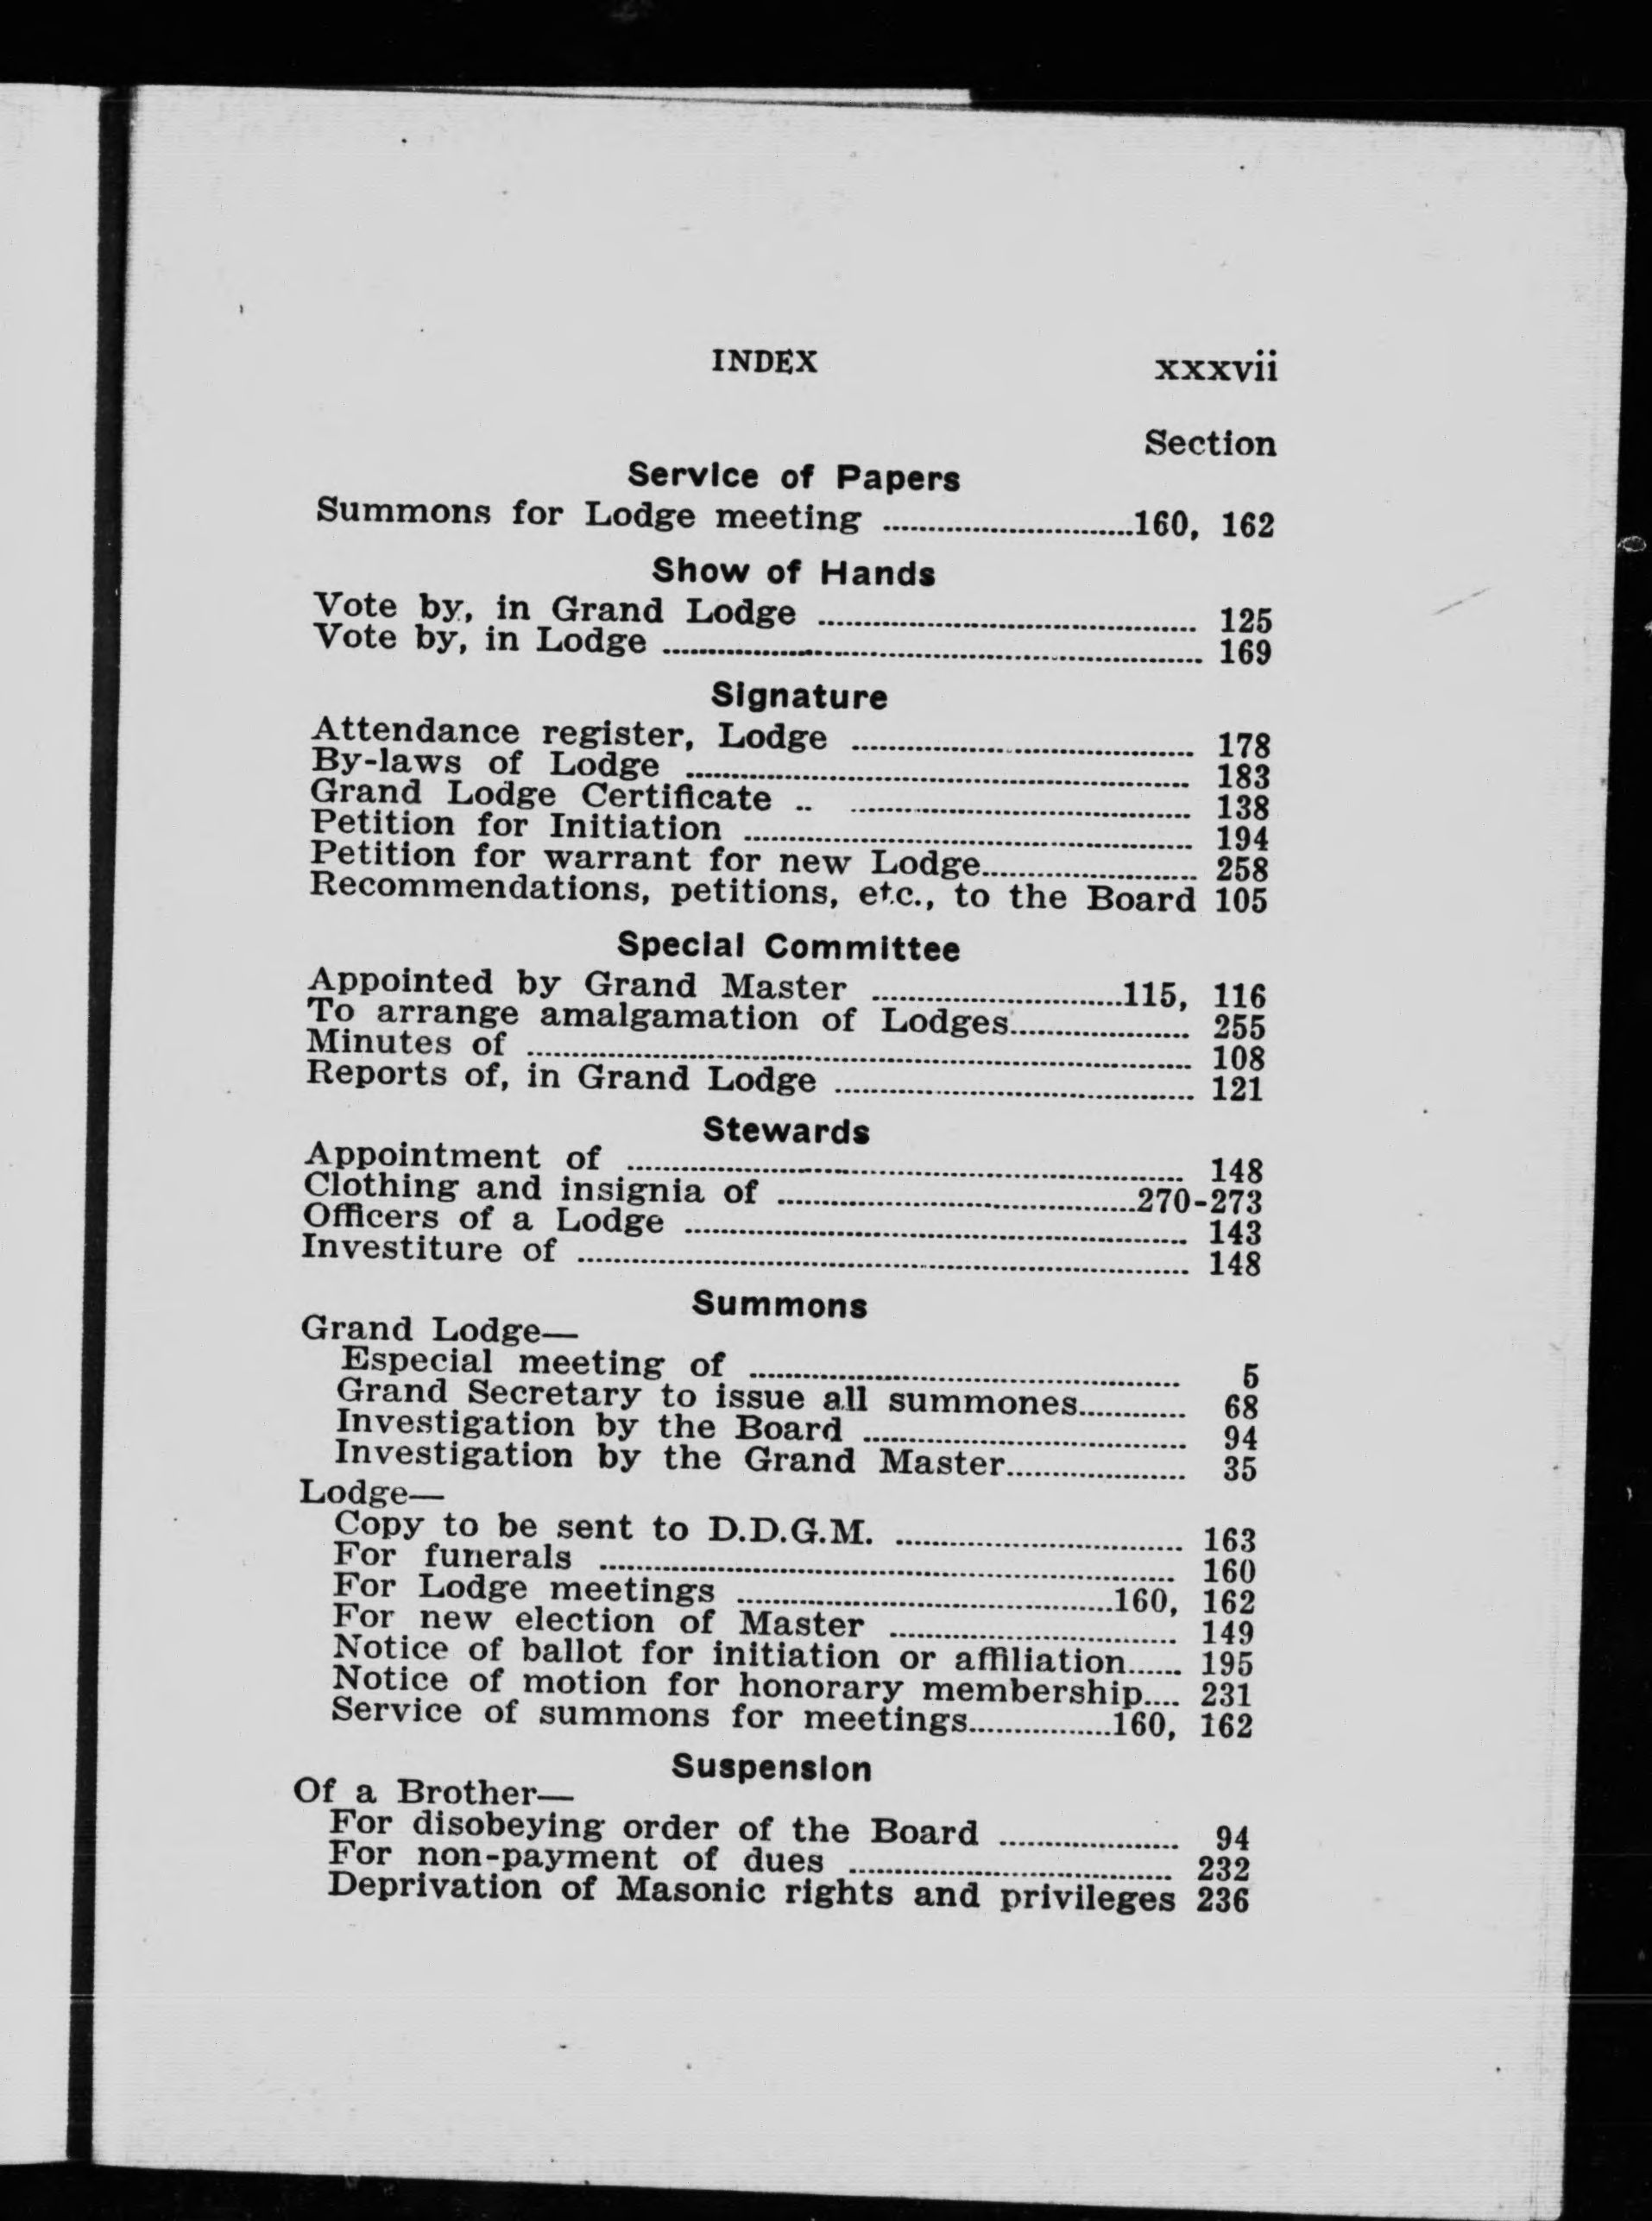 INDEX xxxvii
Section
Service of Papers
Summons for Lodge meeting ............................160, 162
Show of Hands
Vote by, in Grand Lodge .......................................... 125
Vote by, in Lodge ............................................................ 169
Signature
Attendance register, Lodge ...................................... 178
By-laws of Lodge ........................................................ 183
Grand Lodge Certificate .. ...................................... 138
Petition for Initiation .................................................. 194
Petition for warrant for new Lodge........................ 258
Recommendations, petitions, etc., to the Board 105
Special Committee
Appointed by Grand Master ............................115, 116
To arrange amalgamation of Lodges.................... 255
Minutes of .......................................................................... 108
Reports of, in Grand Lodge ........................................ 121
Stewards
Appointment of .............................................................. 148
Clothing and insignia of ........................................270-273
Officers of a Lodge ........................................................ 143
Investiture of .................................................................... 148
Summons
Grand Lodge—
Especial meeting of ................................................ 5
Grand Secretary to issue all summones............ 68
Investigation by the Board .................................... 94
Investigation by the Grand Master.................... 35
Lodge—
Copy to be sent to D.D.G.M. ................................ 163
For funerals ................................................................ 160
For Lodge meetings ..........................................160, 162
For new election of Master ................................ 149
Notice of ballot for initiation or affiliation...... 195
Notice of motion for honorary membership.... 231
Service of summons for meetings................160, 162
Suspension
Of a Brother—
For disobeying order of the Board .................... 94
For non-payment of dues .................................... 232
Deprivation of Masonic rights and privileges 236